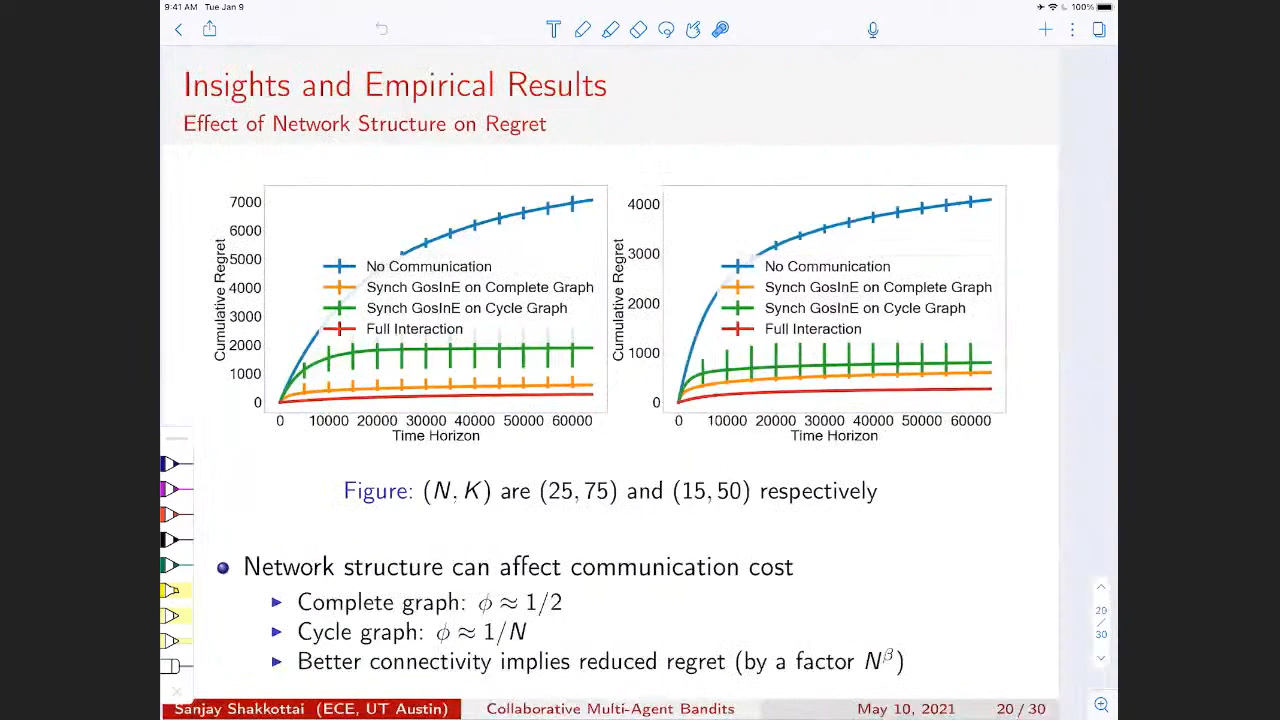 9:41 AM Tue Jan 9
100%
Insights and Empirical Results
Effect of Network Structure on Regret
Cumulative Regret
7000
6000
5000
4000
3000
2000
1000
0
No Communication
Synch GosInE on Complete Graph
Synch GosInE on Cycle Graph
Full Interaction
0 10000 20000 30000 40000 50000 60000
Time Horizon
Cumulative Regret
4000
3000
2000
1000
0
No Communication
Synch GosInE on Complete Graph
Synch GosInE on Cycle Graph
Full Interaction
0 10000 20000 30000 40000 50000 60000
Time Horizon
Figure: (N, K) are (25, 75) and (15, 50) respectively
Network structure can affect communication cost
Complete graph: ϕ ≈ 1/2
Cycle graph: ϕ ≈ 1/N
Better connectivity implies reduced regret (by a factor N^β)
29
/
30
Sanjay Shakkottai (ECE, UT Austin) Collaborative Multi-Agent Bandits May 10, 2021 20 / 30